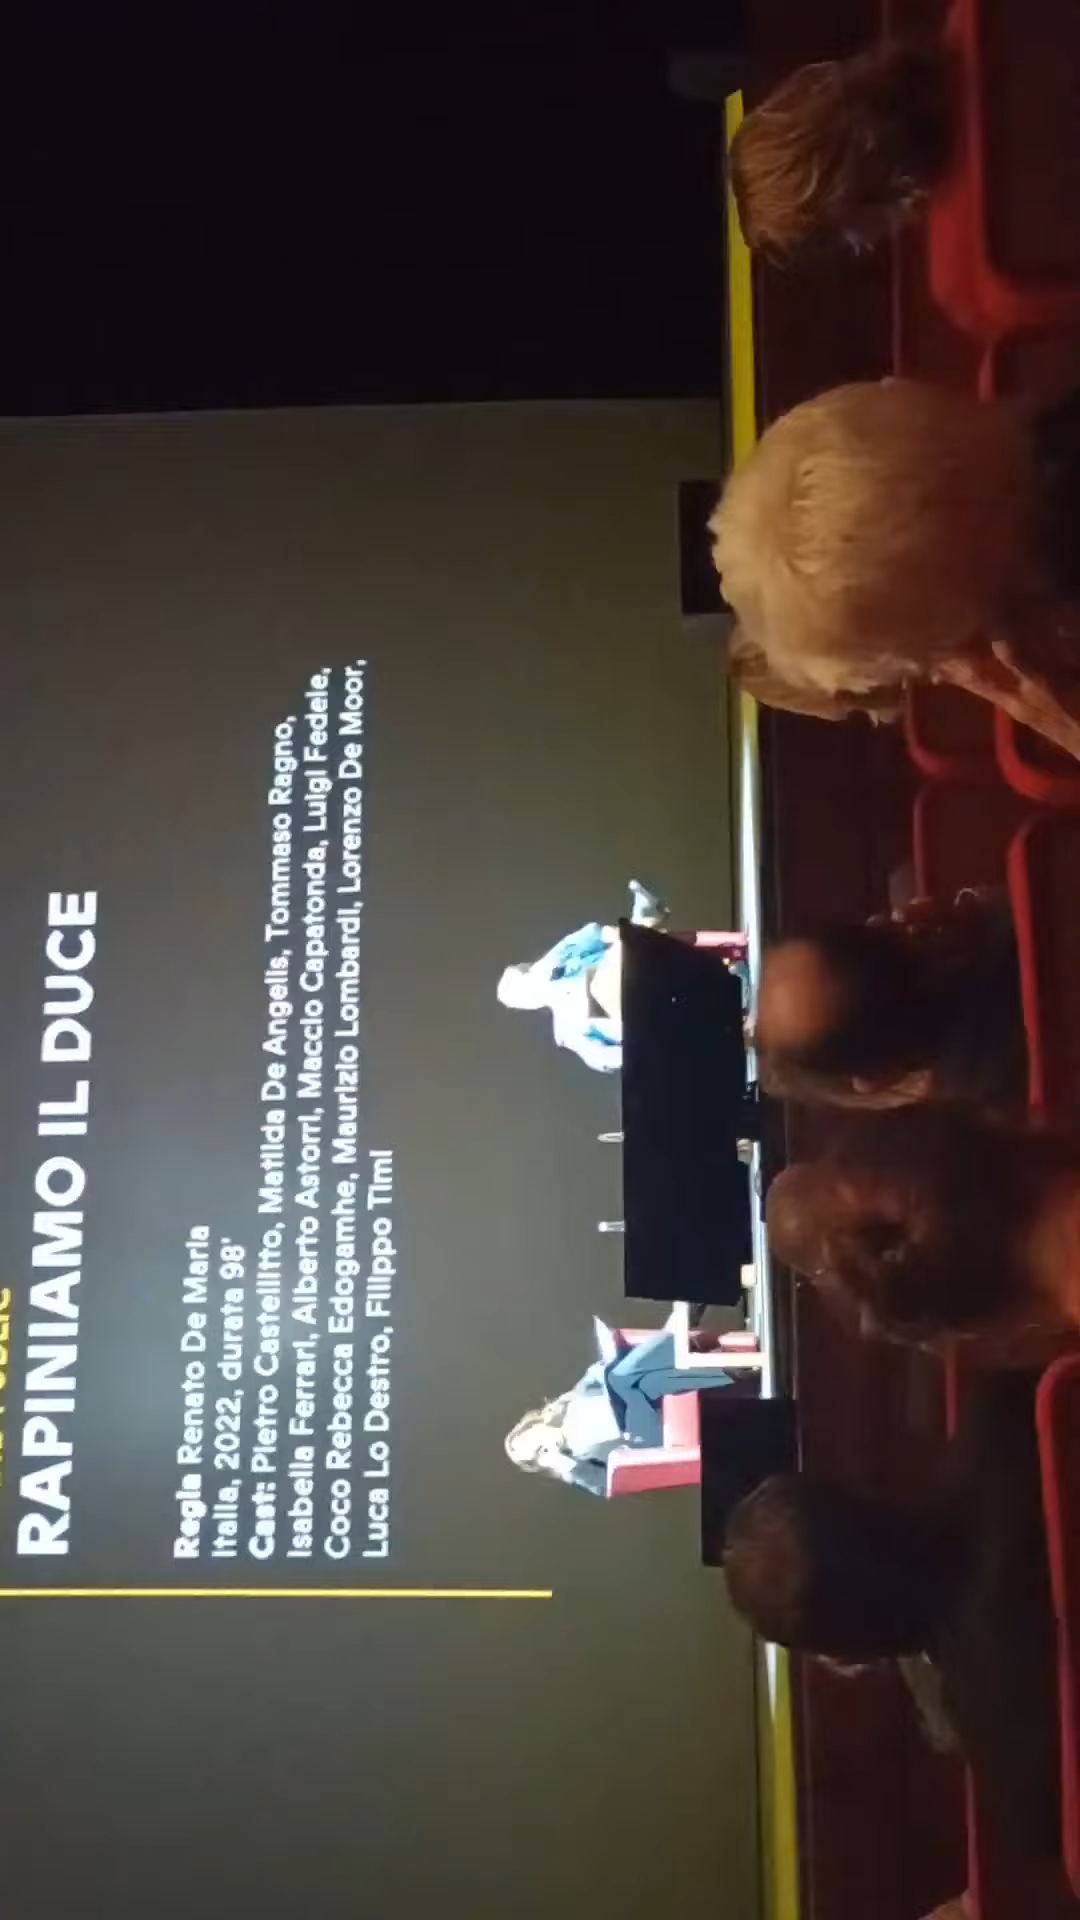 RAPINIAMO IL DUCE
Regia Renato De Maria
Italia, 2022, durata 98'
Cast: Pietro Castellitto, Matilda De Angelis, Tommaso Ragno,
Isabella Ferrari, Alberto Astorri, Maccio Capatonda, Luigi Fedele,
Coco Rebecca Edogamhe, Maurizio Lombardi, Lorenzo De Moor,
Luca Lo Destro, Filippo Timi